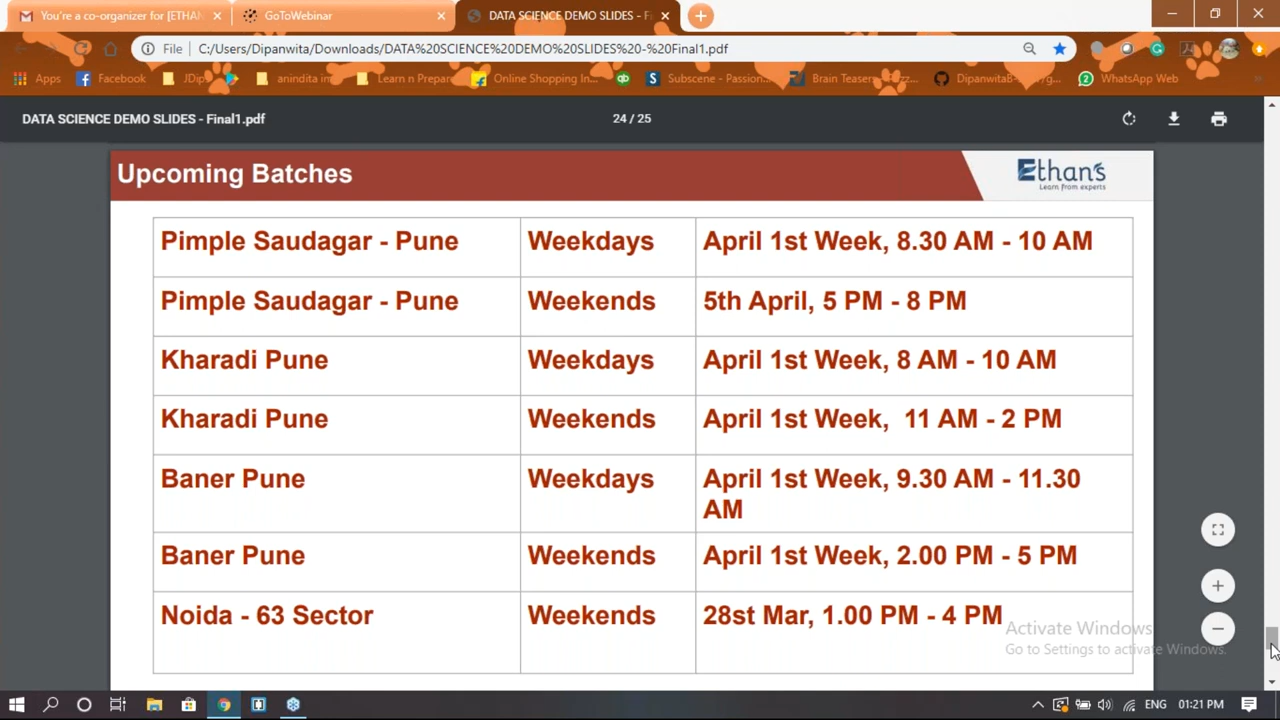 You're a co-organizer for [ETHAN
GoToWebinar
DATA SCIENCE DEMO SLIDES - F
File
C:/Users/Dipanwita/Downloads/DATA%20SCIENCE%20DEMO%20SLIDES%20-%20Final1.pdf
Apps
Facebook
JDip
anindita in
Learn n Prepare
Online Shopping In...
Subscene - Passion...
Brain Teasers
WhatsApp Web
DATA SCIENCE DEMO SLIDES - Final1.pdf
24 / 25
Upcoming Batches
Ethan's
Learn from experts
Pimple Saudagar - Pune Weekdays April 1st Week, 8.30 AM - 10 AM
Pimple Saudagar - Pune Weekends 5th April, 5 PM - 8 PM
Kharadi Pune Weekdays April 1st Week, 8 AM - 10 AM
Kharadi Pune Weekends April 1st Week, 11 AM - 2 PM
Baner Pune Weekdays April 1st Week, 9.30 AM - 11.30
AM
Baner Pune Weekends April 1st Week, 2.00 PM - 5 PM
Noida - 63 Sector Weekends 28st Mar, 1.00 PM - 4 PM
Activate Windows
Go to Settings to activate Windows.
ENG
01:21 PM